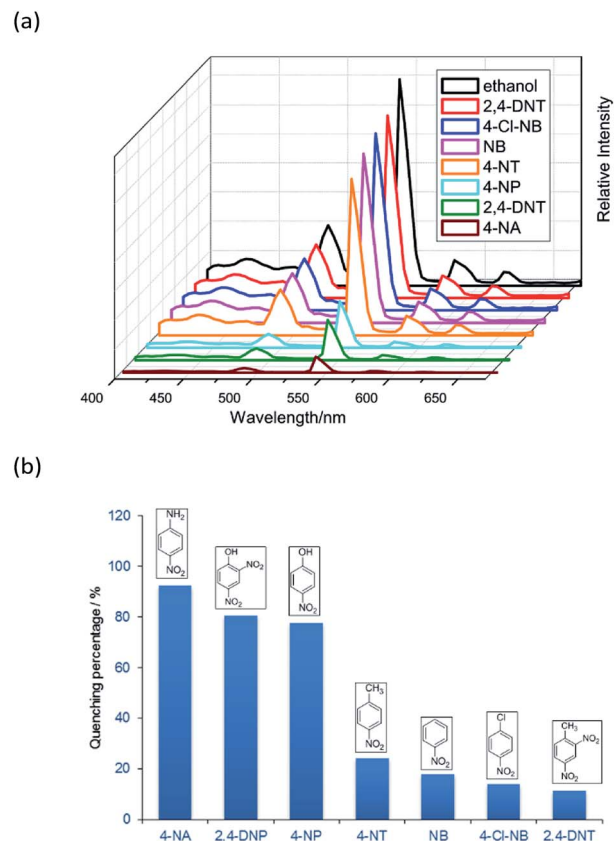 (a)
ethanol
2,4-DNT
4-Cl-NB
NB
4-NT
4-NP
2,4-DNT
4-NA
Relative Intensity
400 450 500 550 600 650
Wavelength/nm
(b)
Quenching percentage / %
120
100
80
60
40
20
0
NH2
NO2
OH
NO2
NO2
OH
NO2
CH3
NO2
NO2
Cl
NO2
CH3
NO2
NO2
4-NA 2.4-DNP 4-NP 4-NT NB 4-Cl-NB 2.4-DNT